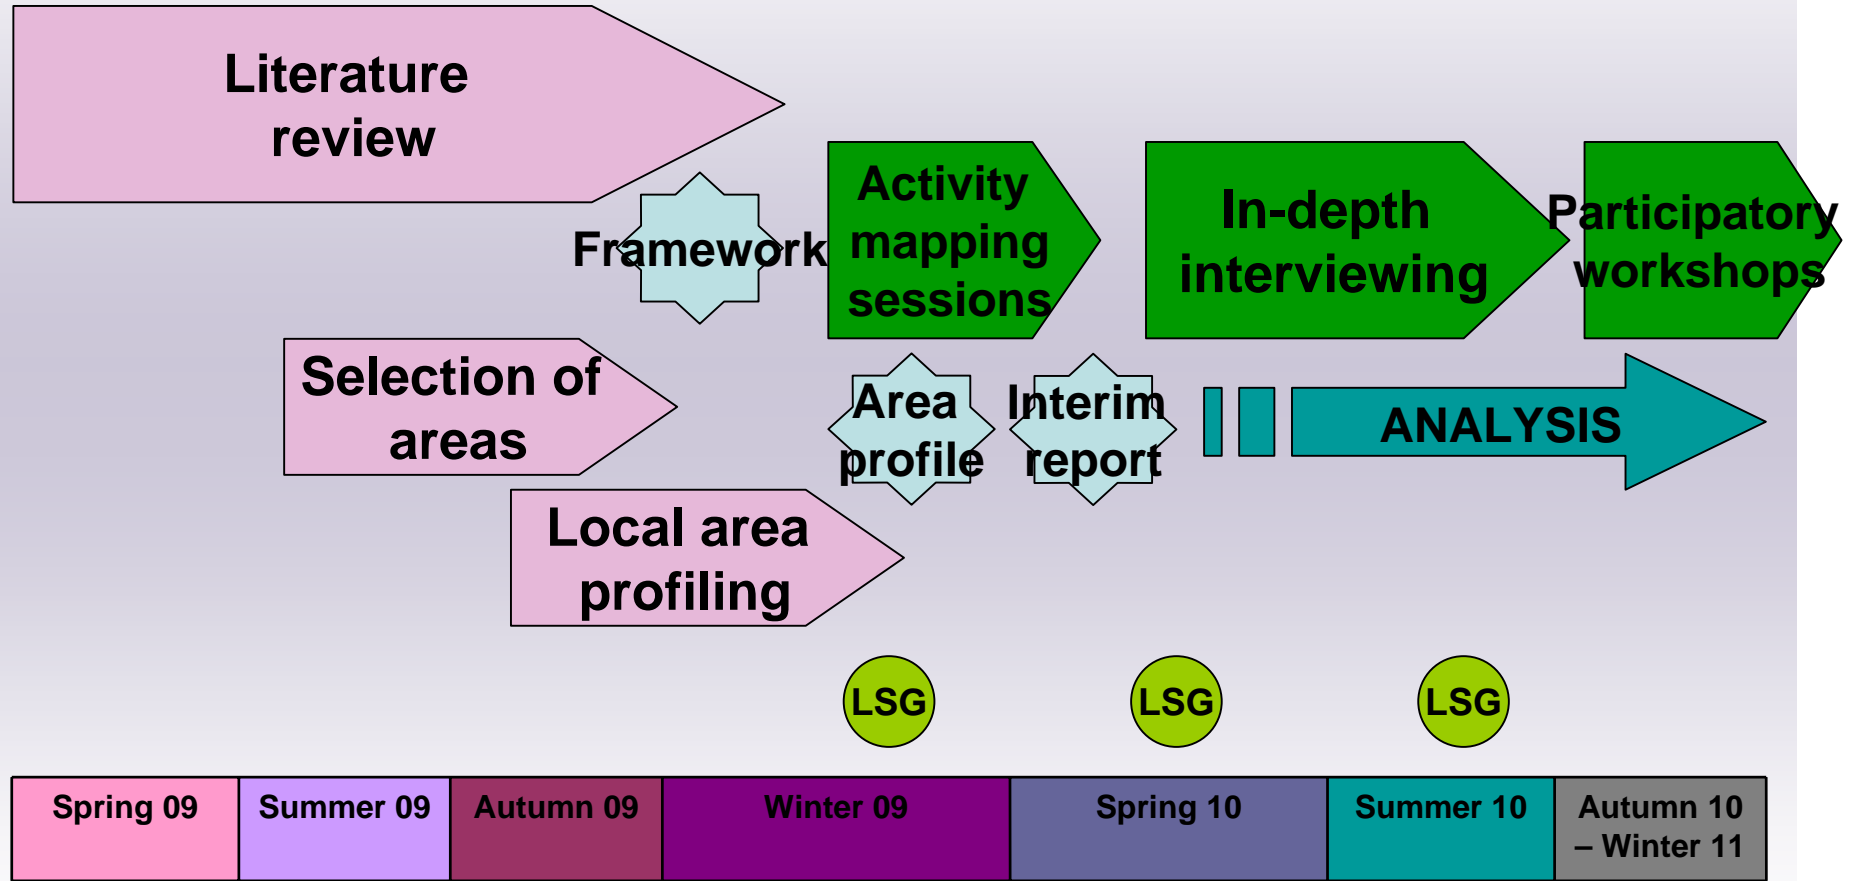 Literature
review
Framework
Activity
mapping
sessions
In-depth
interviewing
Participatory
workshops
Selection of
areas
Area
profile
Interim
report
ANALYSIS
Local area
profiling
LSG
LSG
LSG
Spring 09
Summer 09
Autumn 09
Winter 09
Spring 10
Summer 10
Autumn 10
– Winter 11